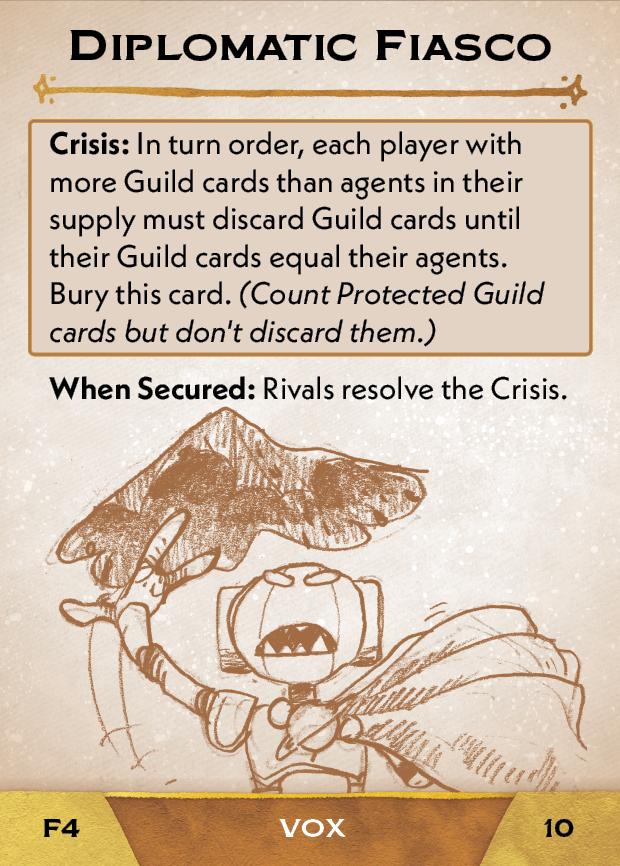 Diplomatic Fiasco
Crisis: In turn order, each player with
more Guild cards than agents in their
supply must discard Guild cards until
their Guild cards equal their agents.
Bury this card. (Count Protected Guild
cards but don't discard them.)
When Secured: Rivals resolve the Crisis.
F4
VOX
10